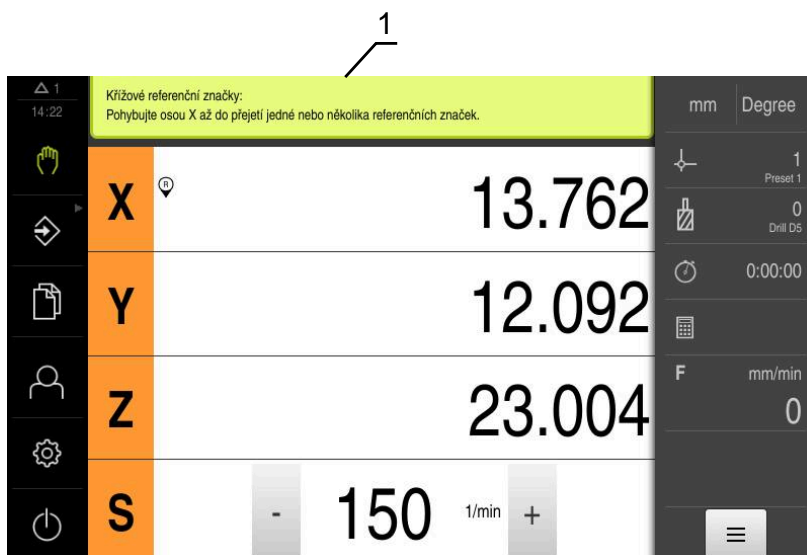 1
△ 1
14:22
Křížové referenční značky:
Pohybujte osou X až do přejetí jedné nebo několika referenčních značek.
mm Degree
X R 13.762
Y 12.092
Z 23.004
S - 150 1/min +
1
Preset 1
0
Drill D5
0:00:00
F mm/min
0